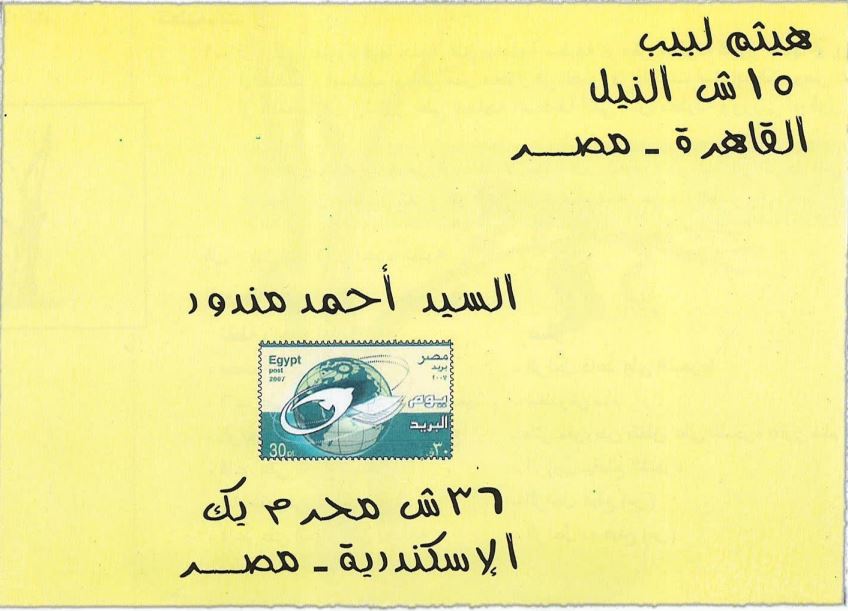 هيثم لبيب
١٥ ش النيل
القاهرة - مصر
السيد أحمد مندور
Egypt
post
2007
مصر
بريد
٢٠٠٧
يوم
البريد
30 pt
٣٠ ق
٣٦ ش محرم بك
الإسكندرية - مصر